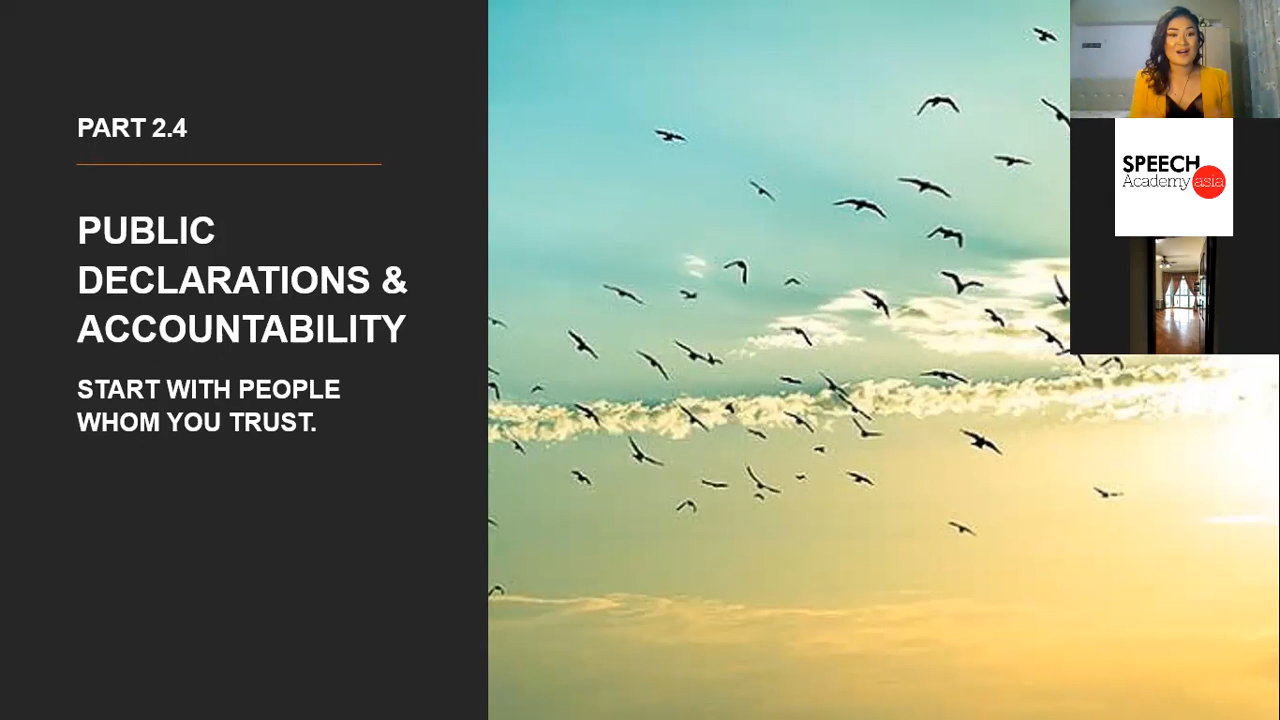 PART 2.4
PUBLIC
DECLARATIONS &
ACCOUNTABILITY
START WITH PEOPLE
WHOM YOU TRUST.
SPEECH
Academy asia